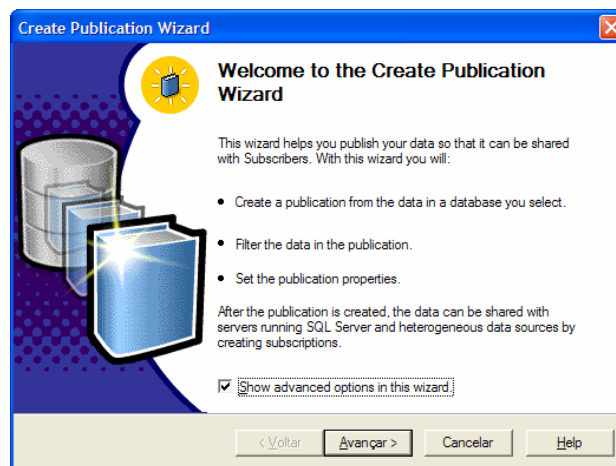 Create Publication Wizard
Welcome to the Create Publication
Wizard
This wizard helps you publish your data so that it can be shared
with Subscribers. With this wizard you will:
• Create a publication from the data in a database you select.
• Filter the data in the publication.
• Set the publication properties.
After the publication is created, the data can be shared with
servers running SQL Server and heterogeneous data sources by
creating subscriptions.
Show advanced options in this wizard.
< Voltar Avançar > Cancelar Help